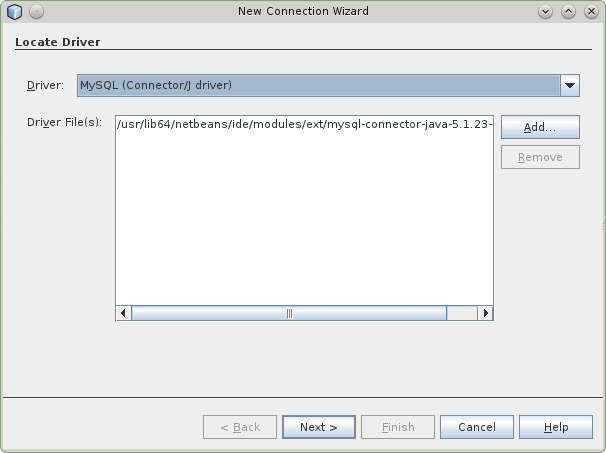 New Connection Wizard
Locate Driver
Driver: MySQL (Connector/J driver)
Driver File(s): /usr/lib64/netbeans/ide/modules/ext/mysql-connector-java-5.1.23-
Add...
Remove
< Back Next > Finish Cancel Help